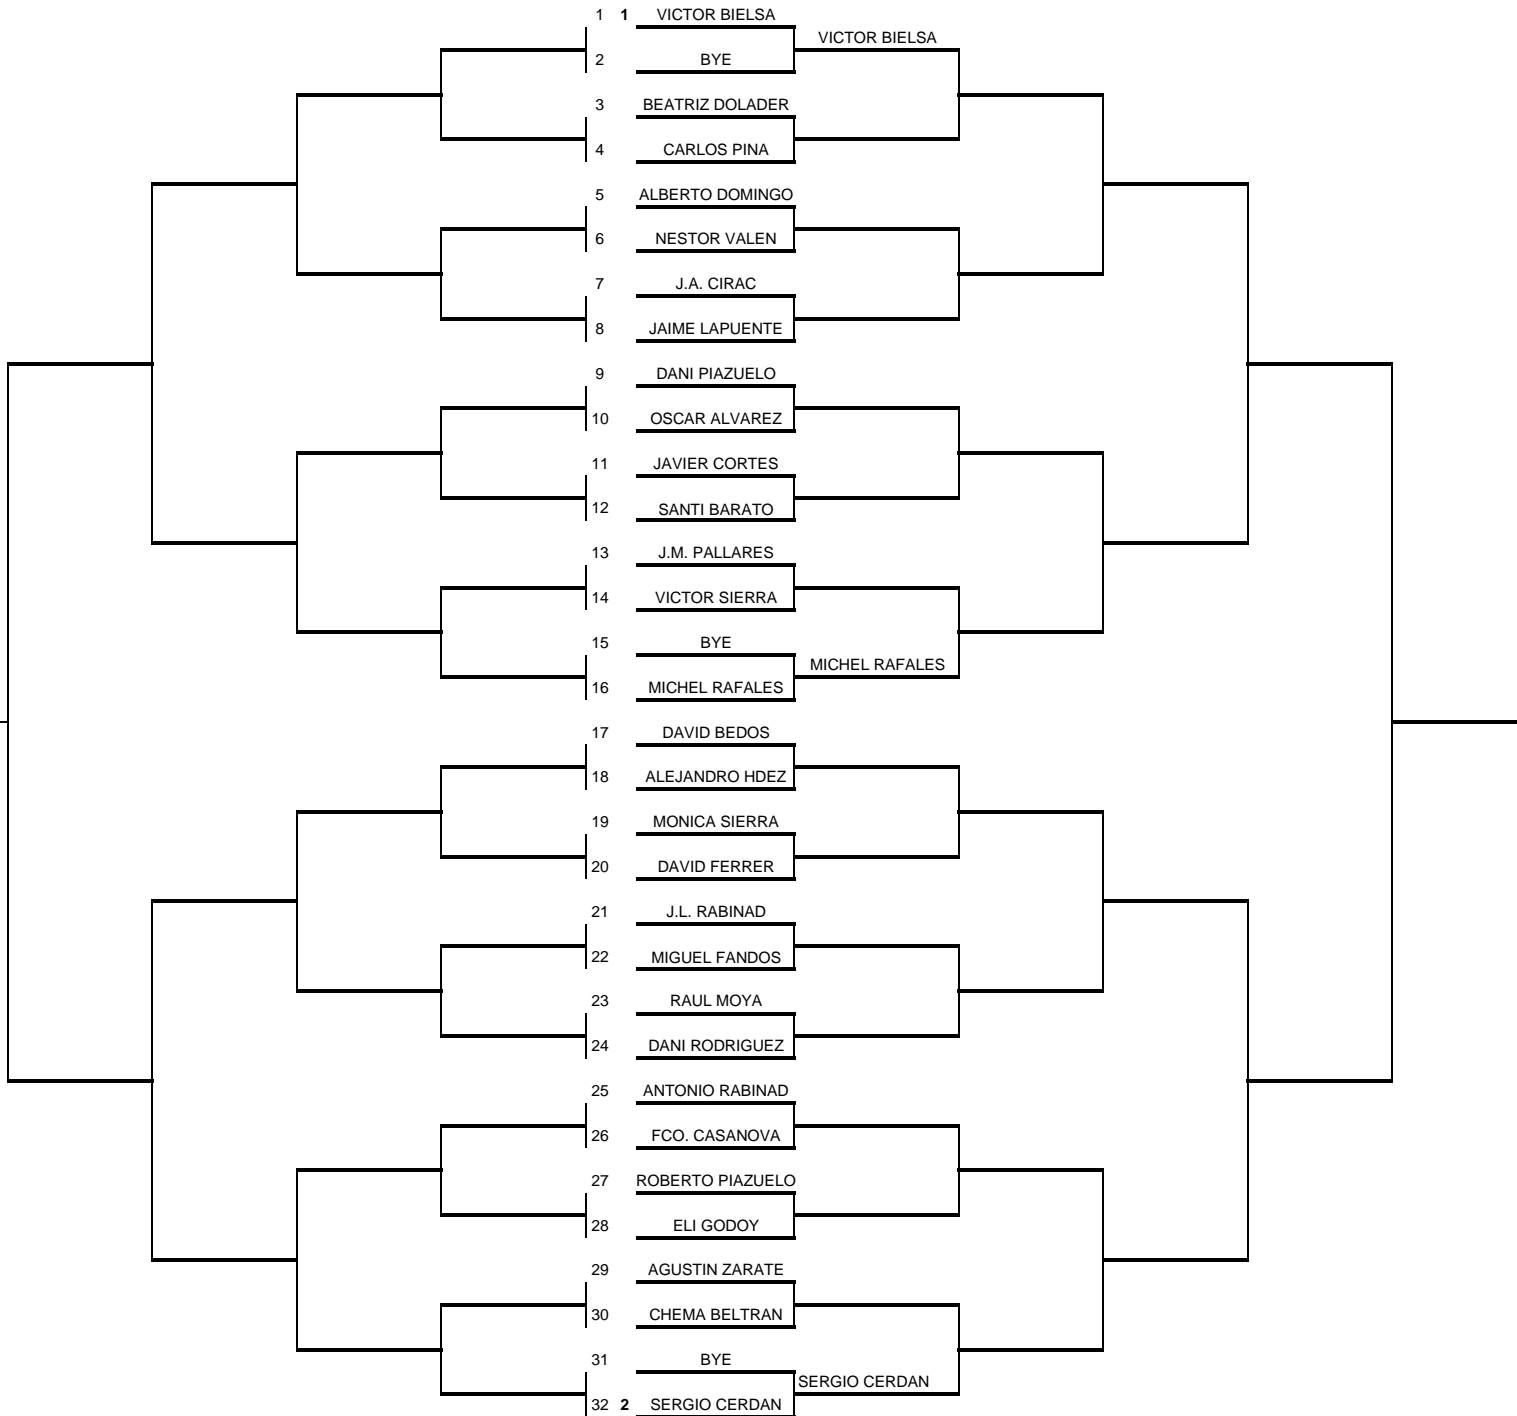 1 1 VICTOR BIELSA
VICTOR BIELSA
2 BYE
3 BEATRIZ DOLADER
4 CARLOS PINA
5 ALBERTO DOMINGO
6 NESTOR VALEN
7 J.A. CIRAC
8 JAIME LAPUENTE
9 DANI PIAZUELO
10 OSCAR ALVAREZ
11 JAVIER CORTES
12 SANTI BARATO
13 J.M. PALLARES
14 VICTOR SIERRA
15 BYE
MICHEL RAFALES
16 MICHEL RAFALES
17 DAVID BEDOS
18 ALEJANDRO HDEZ
19 MONICA SIERRA
20 DAVID FERRER
21 J.L. RABINAD
22 MIGUEL FANDOS
23 RAUL MOYA
24 DANI RODRIGUEZ
25 ANTONIO RABINAD
26 FCO. CASANOVA
27 ROBERTO PIAZUELO
28 ELI GODOY
29 AGUSTIN ZARATE
30 CHEMA BELTRAN
31 BYE
SERGIO CERDAN
32 2 SERGIO CERDAN